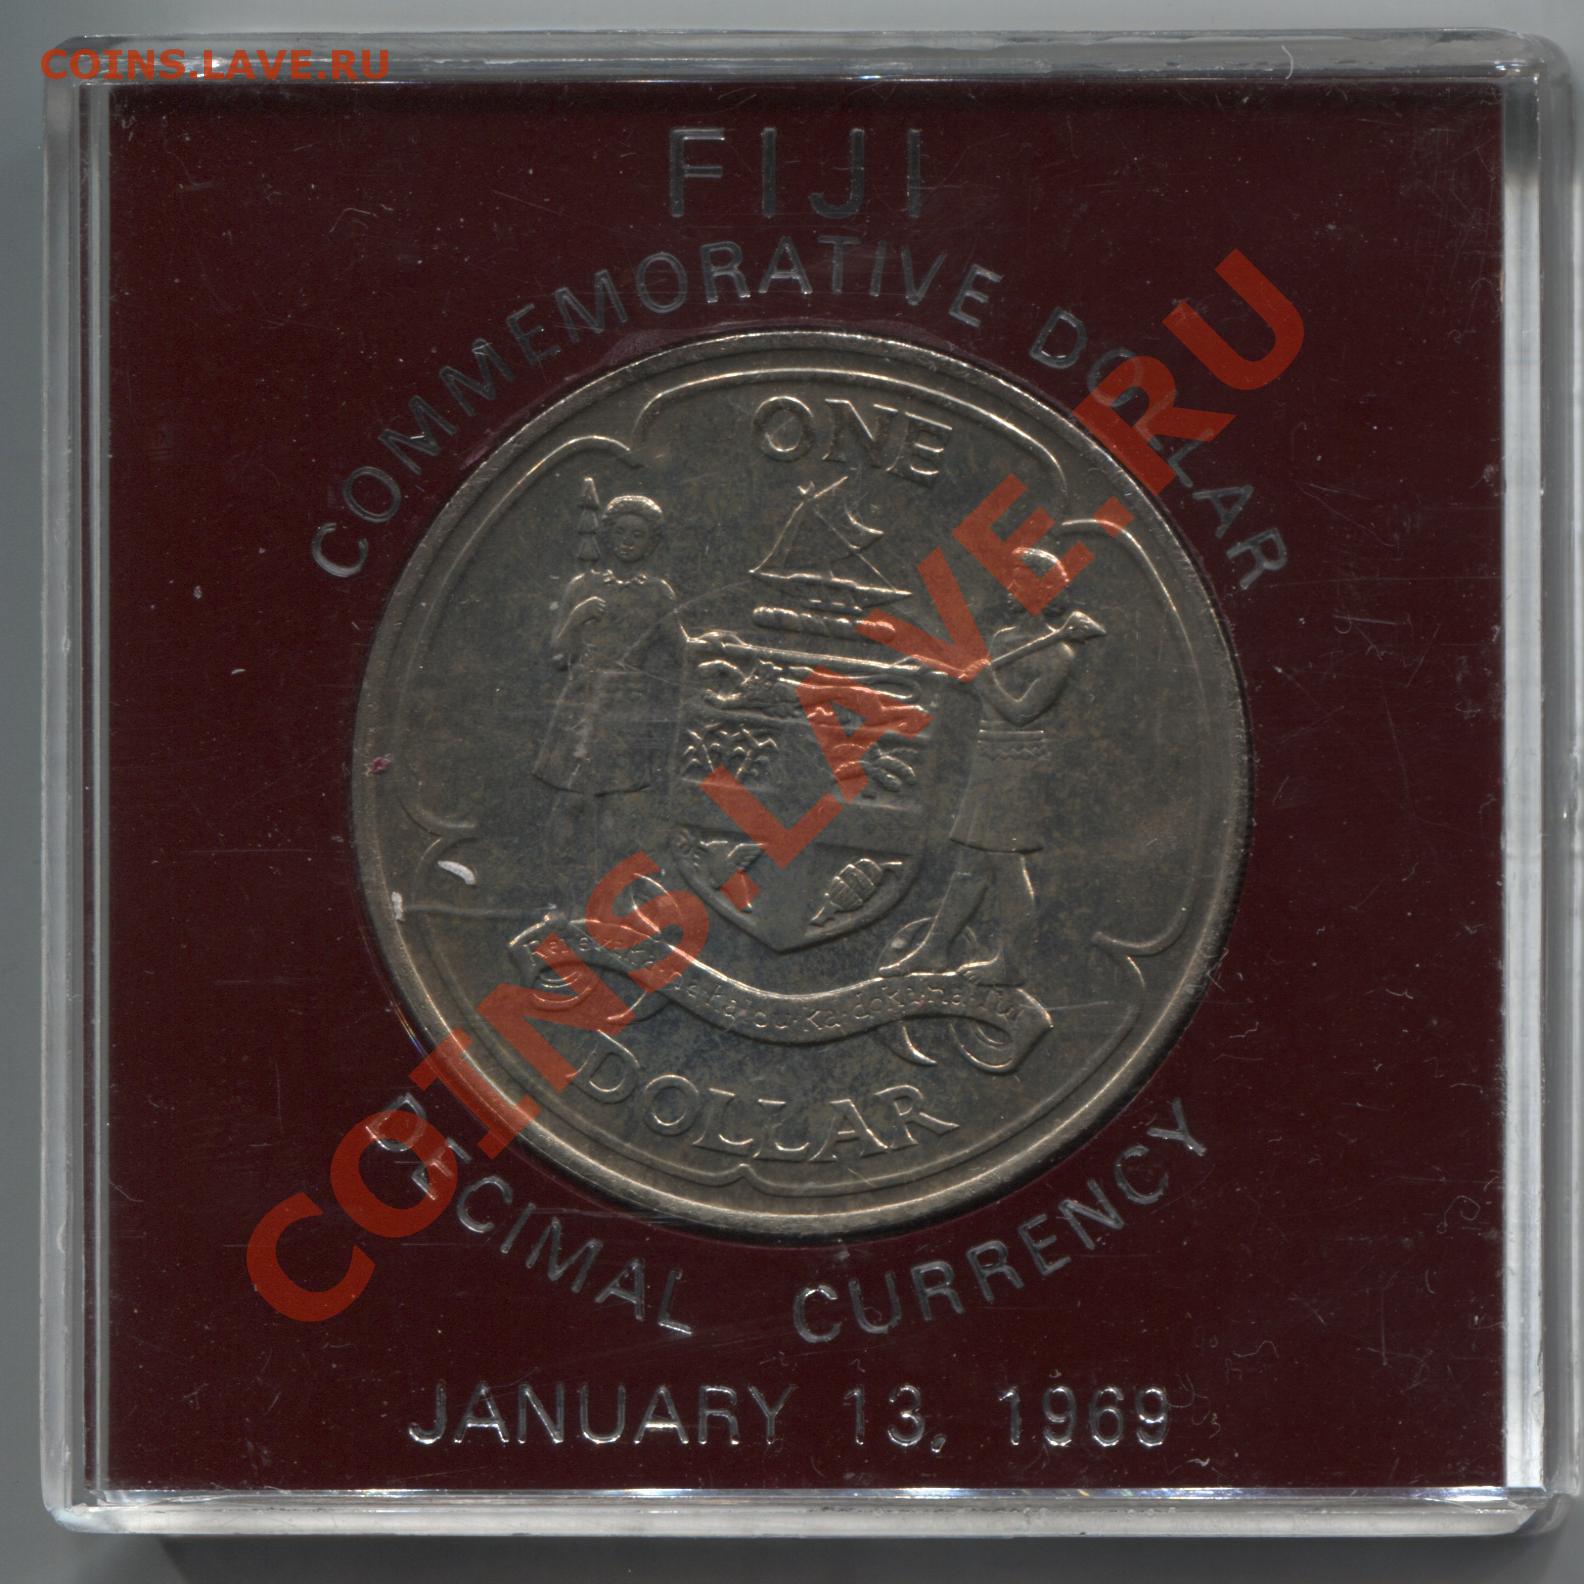 COINS.LAVE.RU
FIJI
COMMEMORATIVE DOLLAR
ONE
DOLLAR
DECIMAL CURRENCY
JANUARY 13, 1969
COINS.LAVE.RU